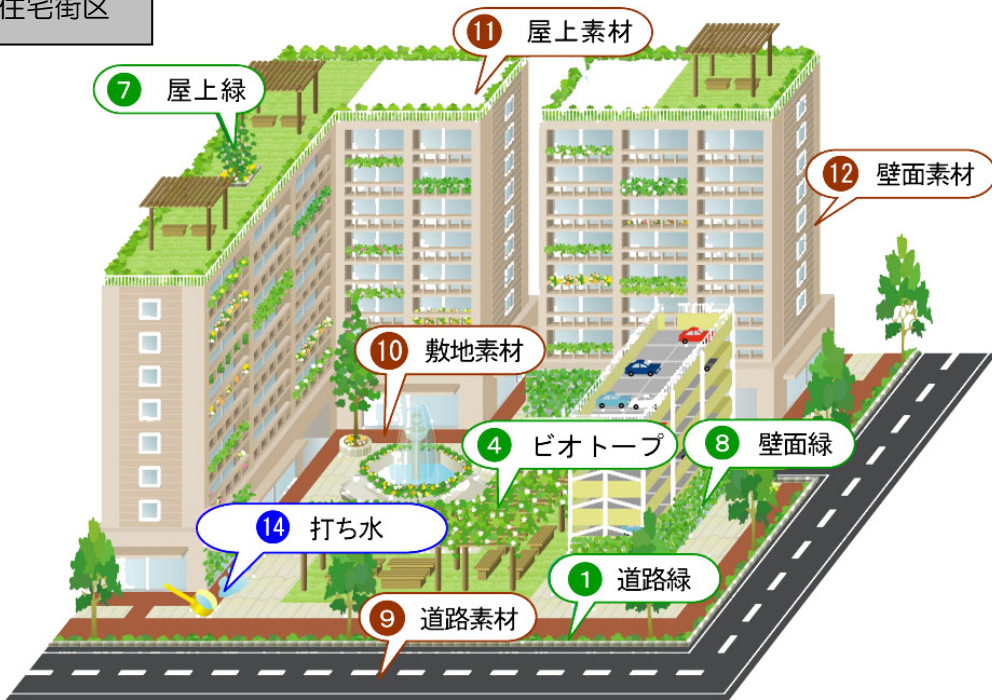 住宅街区
⑪ 屋上素材
⑦ 屋上緑
⑫ 壁面素材
⑩ 敷地素材
④ ビオトープ
⑧ 壁面緑
⑭ 打ち水
① 道路緑
⑨ 道路素材